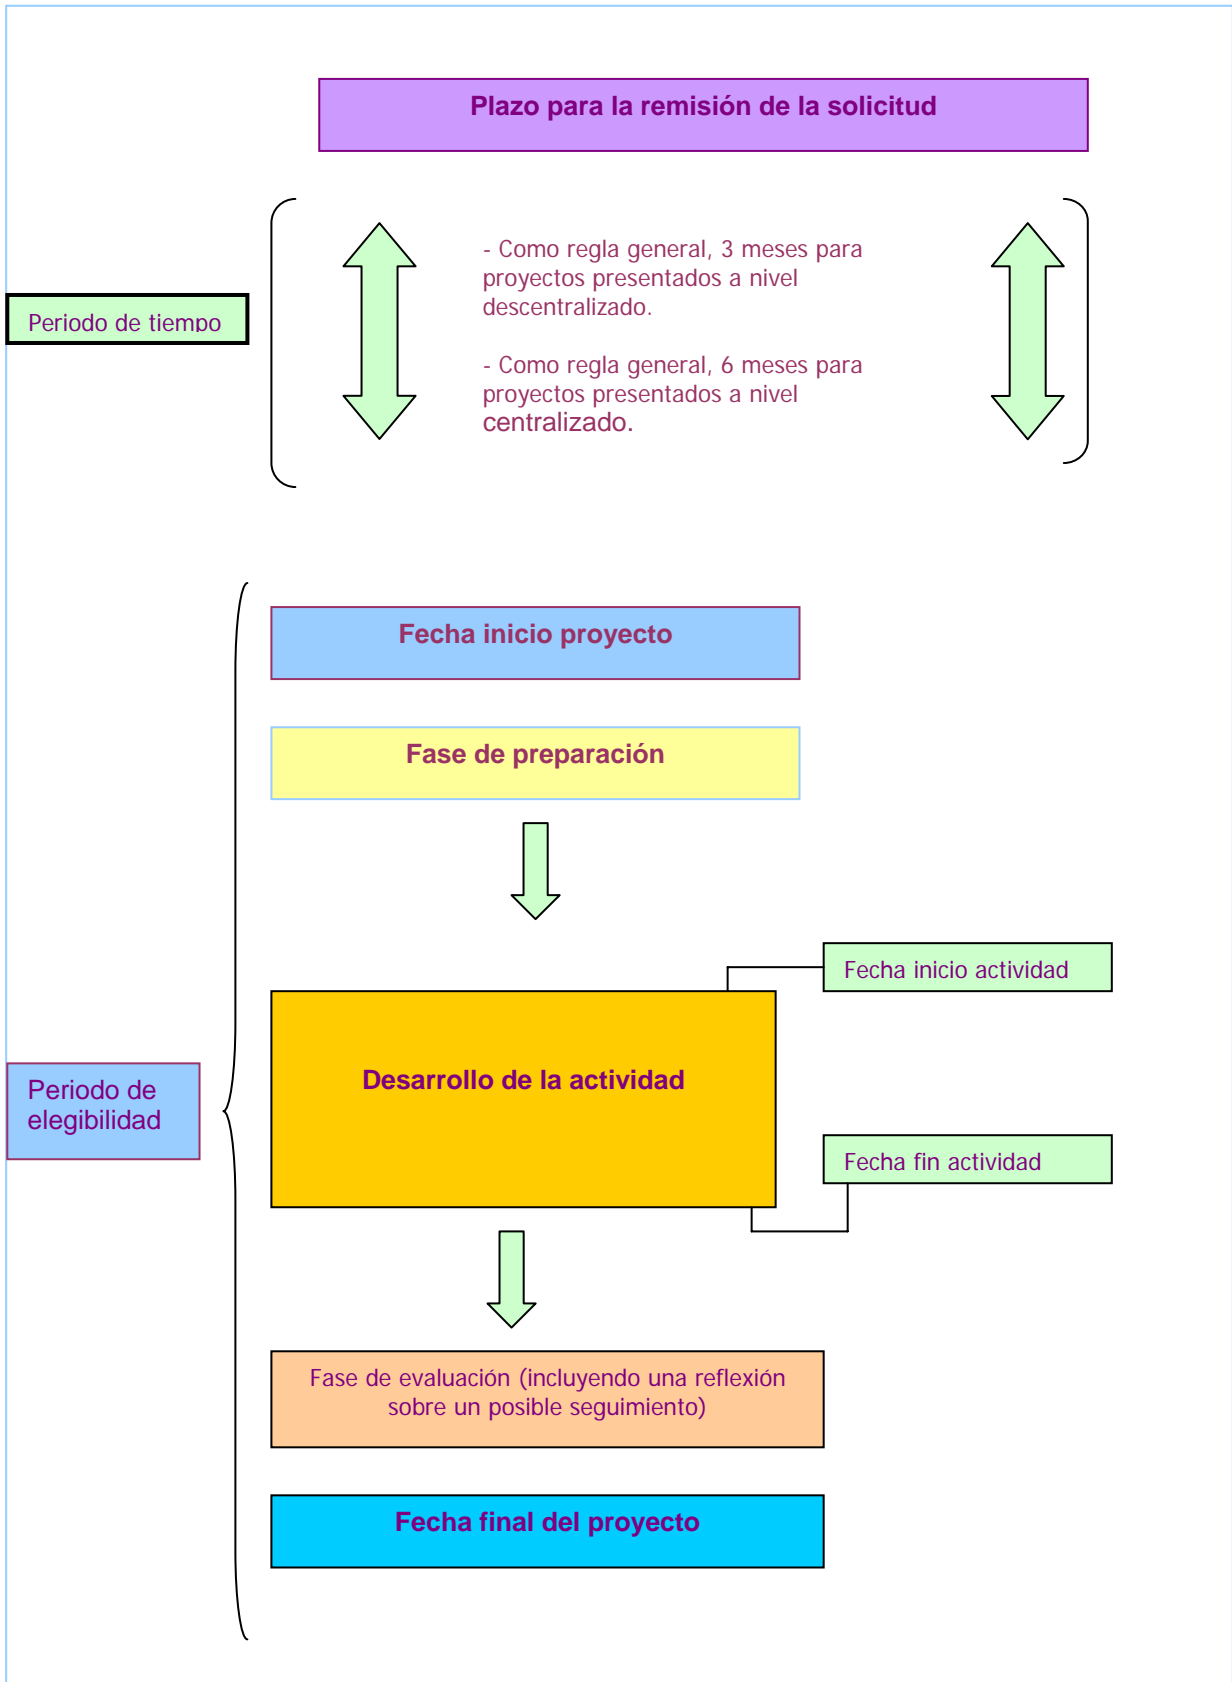 Plazo para la remisión de la solicitud
Periodo de tiempo
- Como regla general, 3 meses para
proyectos presentados a nivel
descentralizado.
- Como regla general, 6 meses para
proyectos presentados a nivel
centralizado.
Fecha inicio proyecto
Fase de preparación
Fecha inicio actividad
Desarrollo de la actividad
Periodo de
elegibilidad
Fecha fin actividad
Fase de evaluación (incluyendo una reflexión
sobre un posible seguimiento)
Fecha final del proyecto